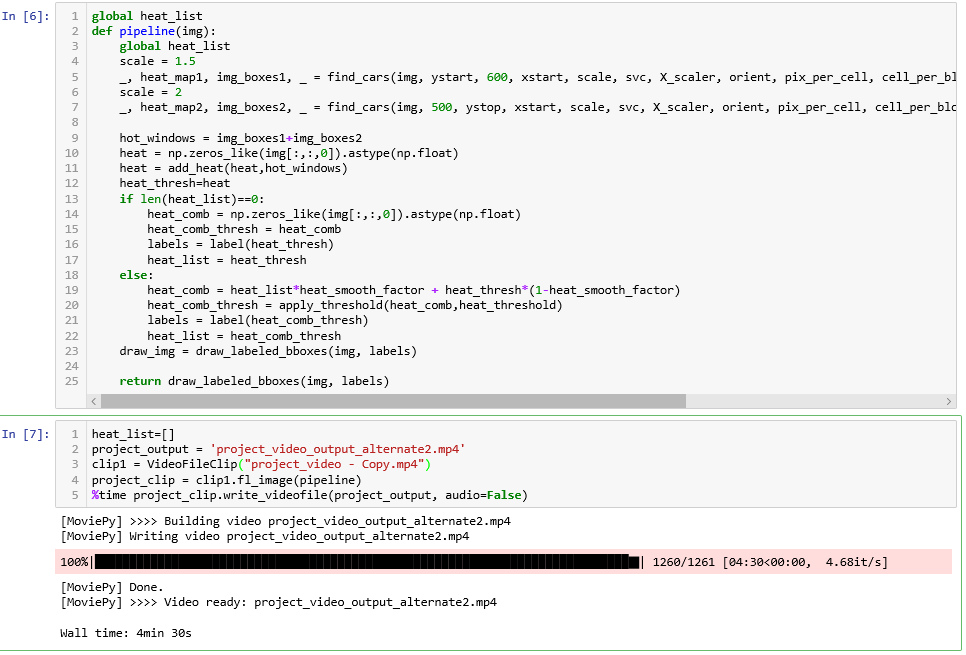 In [6]:
1 global heat_list
2 def pipeline(img):
3     global heat_list
4     scale = 1.5
5     _, heat_map1, img_boxes1, _ = find_cars(img, ystart, 600, xstart, scale, svc, X_scaler, orient, pix_per_cell, cell_per_bl
6     scale = 2
7     _, heat_map2, img_boxes2, _ = find_cars(img, 500, ystop, xstart, scale, svc, X_scaler, orient, pix_per_cell, cell_per_blo
8
9     hot_windows = img_boxes1+img_boxes2
10     heat = np.zeros_like(img[:,:,0]).astype(np.float)
11     heat = add_heat(heat,hot_windows)
12     heat_thresh=heat
13     if len(heat_list)==0:
14         heat_comb = np.zeros_like(img[:,:,0]).astype(np.float)
15         heat_comb_thresh = heat_comb
16         labels = label(heat_thresh)
17         heat_list = heat_thresh
18     else:
19         heat_comb = heat_list*heat_smooth_factor + heat_thresh*(1-heat_smooth_factor)
20         heat_comb_thresh = apply_threshold(heat_comb,heat_threshold)
21         labels = label(heat_comb_thresh)
22         heat_list = heat_comb_thresh
23     draw_img = draw_labeled_bboxes(img, labels)
24
25     return draw_labeled_bboxes(img, labels)
In [7]:
1 heat_list=[]
2 project_output = 'project_video_output_alternate2.mp4'
3 clip1 = VideoFileClip("project_video - Copy.mp4")
4 project_clip = clip1.fl_image(pipeline)
5 %time project_clip.write_videofile(project_output, audio=False)
[MoviePy] >>>> Building video project_video_output_alternate2.mp4
[MoviePy] Writing video project_video_output_alternate2.mp4
100%| | 1260/1261 [04:30<00:00, 4.68it/s]
[MoviePy] Done.
[MoviePy] >>>> Video ready: project_video_output_alternate2.mp4
Wall time: 4min 30s